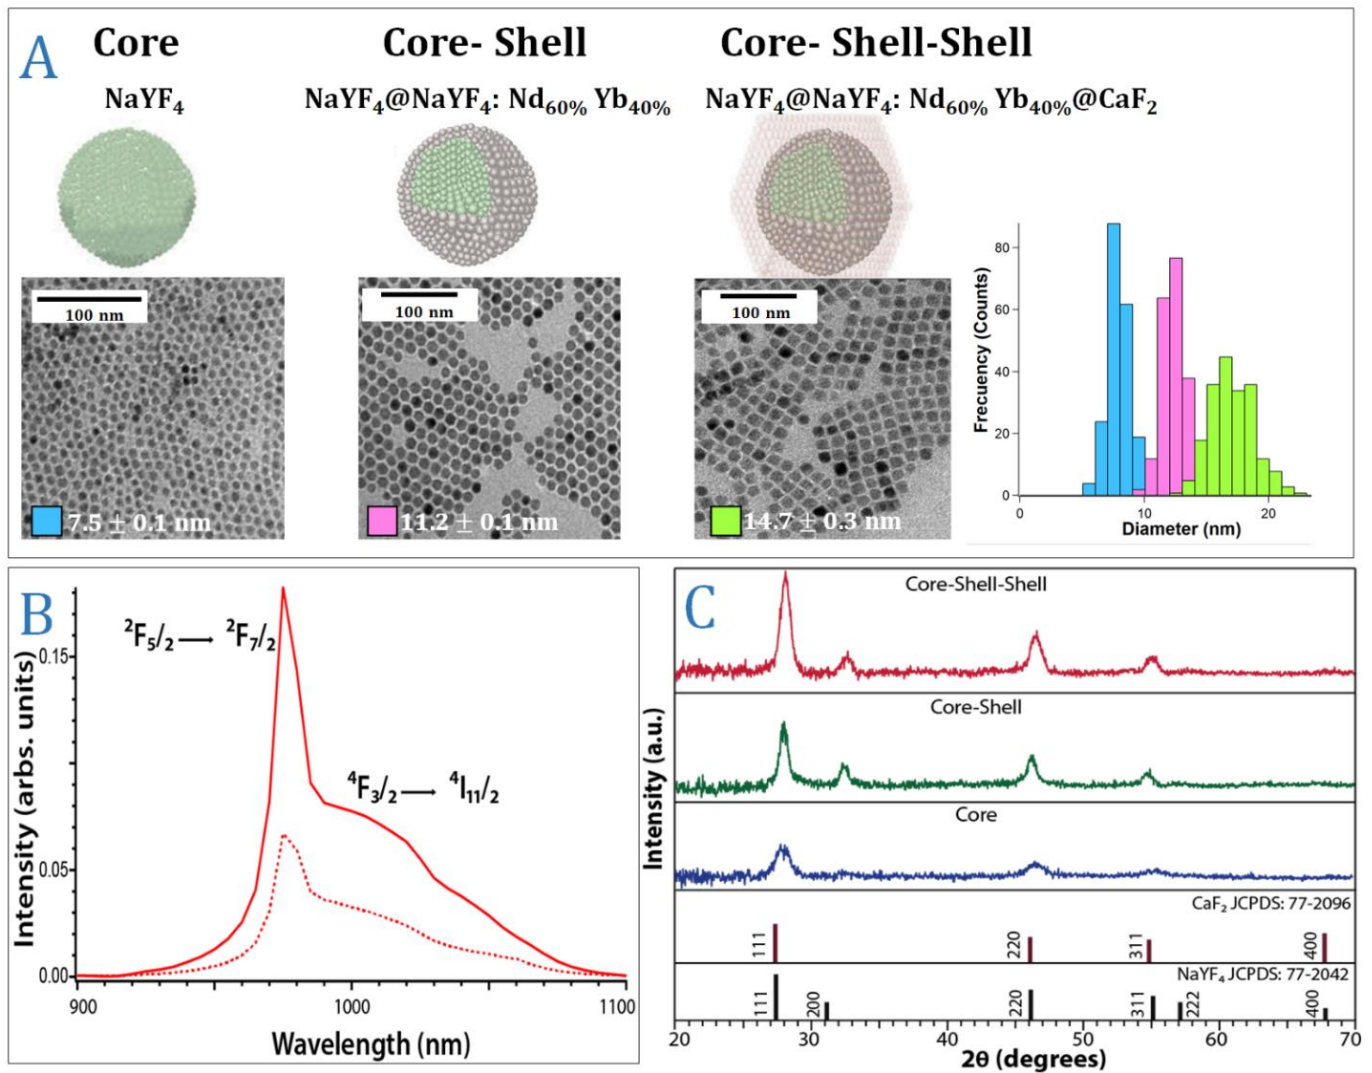 A
Core
Core- Shell
Core- Shell-Shell
NaYF4
NaYF4@NaYF4: Nd60% Yb40%
NaYF4@NaYF4: Nd60% Yb40%@CaF2
100 nm
100 nm
100 nm
7.5 ± 0.1 nm
11.2 ± 0.1 nm
14.7 ± 0.3 nm
Frecuency (Counts)
80
60
40
20
0
0
10
20
Diameter (nm)
B
2F5/2 → 2F7/2
4F3/2 → 4I11/2
Intensity (arbs. units)
0.15
0.05
0.00
900
1000
1100
Wavelength (nm)
C
Core-Shell-Shell
Core-Shell
Core
Intensity (a.u.)
CaF2 JCPDS: 77-2096
111
220
311
400
NaYF4 JCPDS: 77-2042
111
200
220
311
222
400
20
30
40
50
60
70
2θ (degrees)